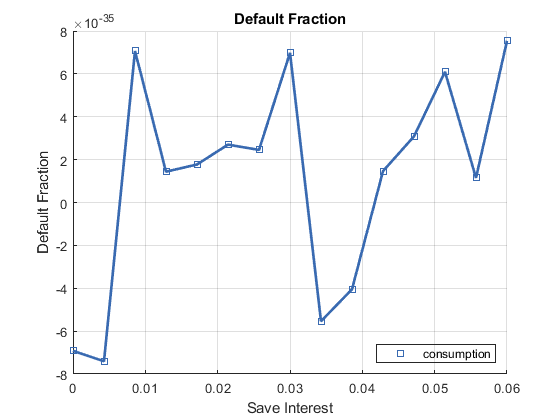 Default Fraction
×10-35
8
6
4
2
0
-2
-4
-6
-8
Default Fraction
0 0.01 0.02 0.03 0.04 0.05 0.06
Save Interest
consumption